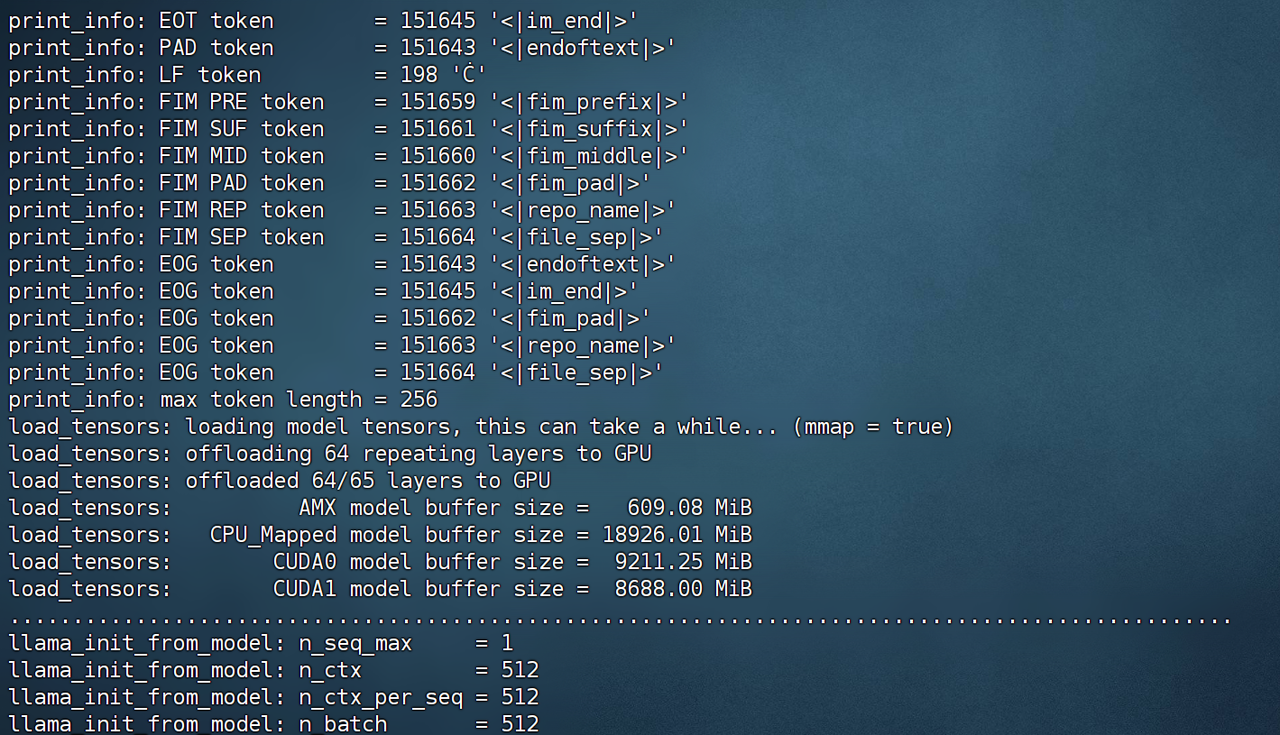 print_info: EOT token        = 151645 '<|im_end|>'
print_info: PAD token        = 151643 '<|endoftext|>'
print_info: LF token         = 198 'Ċ'
print_info: FIM PRE token    = 151659 '<|fim_prefix|>'
print_info: FIM SUF token    = 151661 '<|fim_suffix|>'
print_info: FIM MID token    = 151660 '<|fim_middle|>'
print_info: FIM PAD token    = 151662 '<|fim_pad|>'
print_info: FIM REP token    = 151663 '<|repo_name|>'
print_info: FIM SEP token    = 151664 '<|file_sep|>'
print_info: EOG token        = 151643 '<|endoftext|>'
print_info: EOG token        = 151645 '<|im_end|>'
print_info: EOG token        = 151662 '<|fim_pad|>'
print_info: EOG token        = 151663 '<|repo_name|>'
print_info: EOG token        = 151664 '<|file_sep|>'
print_info: max token length = 256
load_tensors: loading model tensors, this can take a while... (mmap = true)
load_tensors: offloading 64 repeating layers to GPU
load_tensors: offloaded 64/65 layers to GPU
load_tensors:          AMX model buffer size =   609.08 MiB
load_tensors:   CPU_Mapped model buffer size = 18926.01 MiB
load_tensors:        CUDA0 model buffer size =  9211.25 MiB
load_tensors:        CUDA1 model buffer size =  8688.00 MiB
.................................................................................................
llama_init_from_model: n_seq_max     = 1
llama_init_from_model: n_ctx         = 512
llama_init_from_model: n_ctx_per_seq = 512
llama_init_from_model: n_batch       = 512